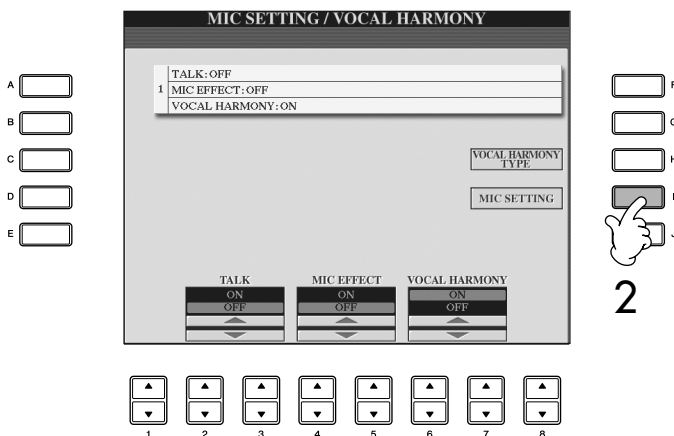 MIC SETTING / VOCAL HARMONY
TALK:OFF
1 MIC EFFECT:OFF
VOCAL HARMONY:ON
A
B
C
D
E
F
G
H
I
J
VOCAL HARMONY
TYPE
MIC SETTING
2
TALK MIC EFFECT VOCAL HARMONY
ON ON ON
OFF OFF OFF
1 2 3 4 5 6 7 8